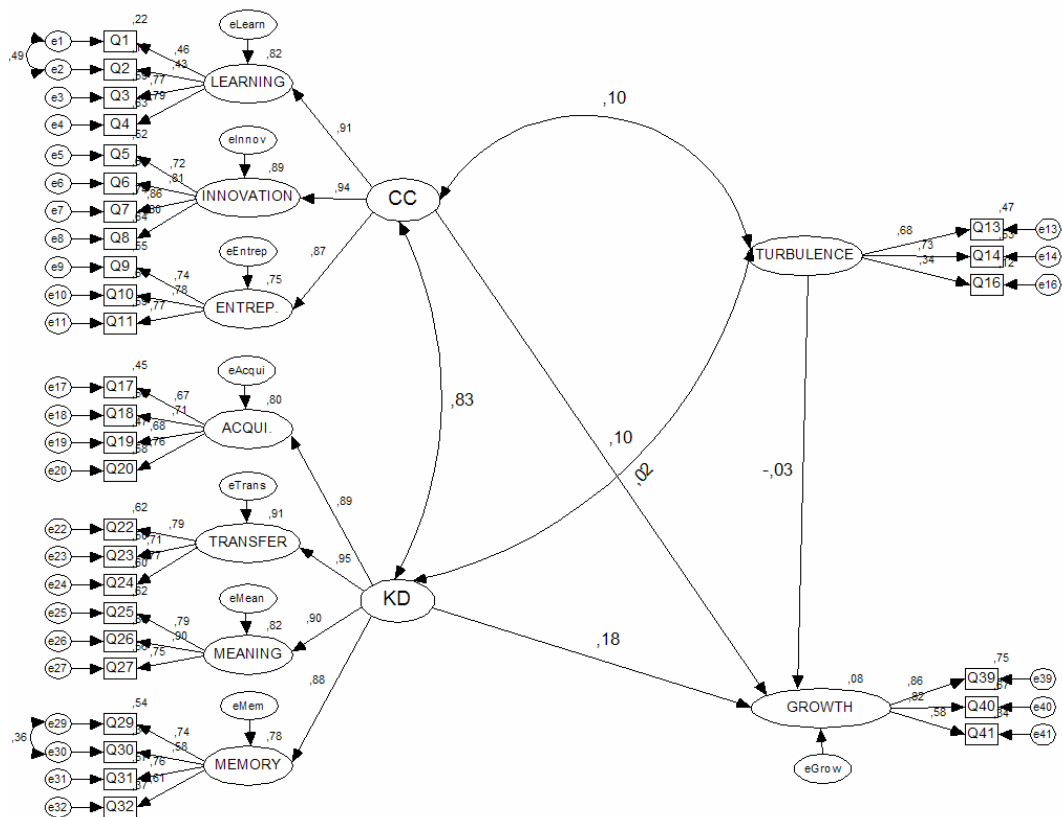 ,22
eLearn
e1
Q1
,46
,82
,49
e2
Q2
,43
LEARNING
e3
Q3
,77
,79
e4
Q4
,63
,91
,10
,62
eInnov
e5
Q5
,72
,89
e6
Q6
,81
INNOVATION
,94
CC
e7
Q7
,86
e8
Q8
,55
eEntrep
,87
e9
Q9
,74
,75
e10
Q10
,78
ENTREP.
e11
Q11
,77
,47
,68
Q13
e13
TURBULENCE
,73
Q14
e14
,34
Q16
e16
,45
eAcqui
e17
Q17
,67
,80
e18
Q18
,71
ACQUI.
,83
e19
Q19
,68
,76
e20
Q20
,10
,02
-,03
,89
eTrans
,62
,91
e22
Q22
,79
e23
Q23
,71
TRANSFER
,95
e24
Q24
,77
eMean
KD
e25
Q25
,79
,82
,90
e26
Q26
,90
MEANING
e27
Q27
,75
,18
,88
,54
eMem
e29
Q29
,74
,78
,36
e30
Q30
,58
MEMORY
e31
Q31
,76
,61
e32
Q32
,75
,08
,86
Q39
e39
GROWTH
,82
Q40
e40
,58
Q41
e41
eGrow